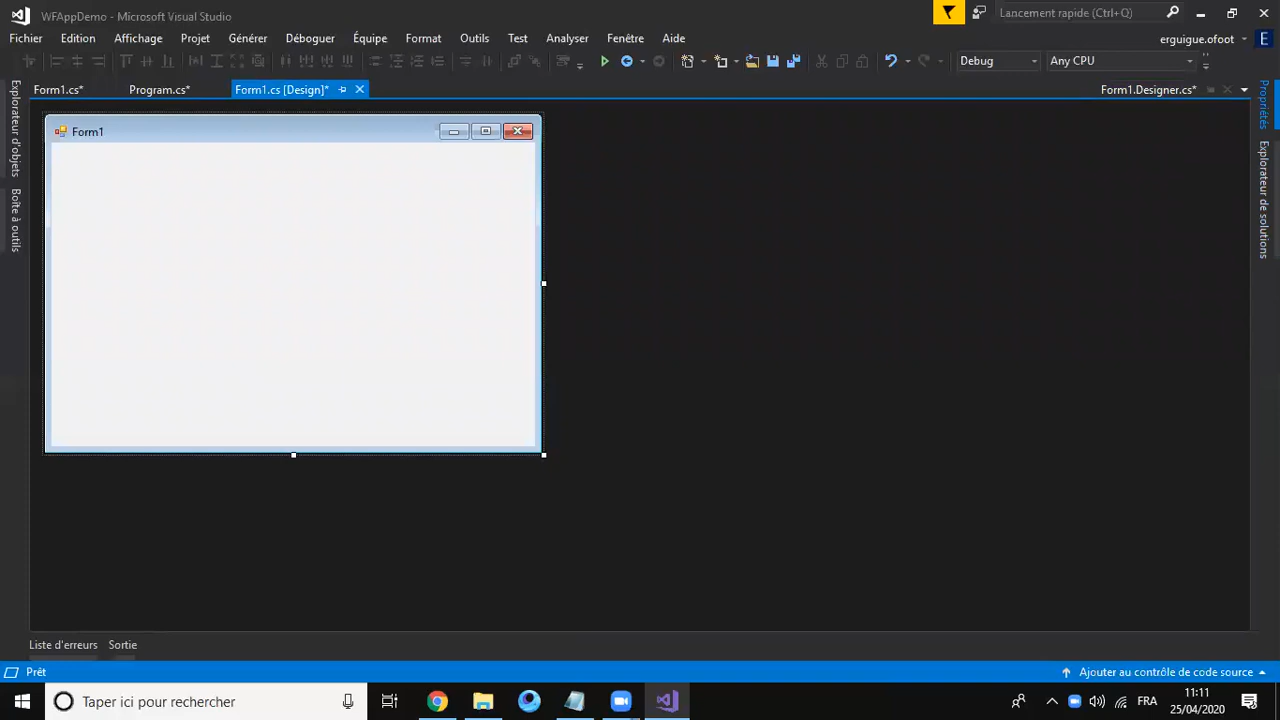 WFAppDemo - Microsoft Visual Studio
Lancement rapide (Ctrl+Q)
Fichier Edition Affichage Projet Générer Déboguer Équipe Format Outils Test Analyser Fenêtre Aide
erguigue.ofoot E
Debug Any CPU
Form1.cs* Program.cs* Form1.cs [Design]* Form1.Designer.cs*
Explorateur d'objets
Boîte à outils
Form1
Propriétés
Explorateur de solutions
Liste d'erreurs Sortie
Prêt
Ajouter au contrôle de code source
Taper ici pour rechercher
FRA
11:11
25/04/2020